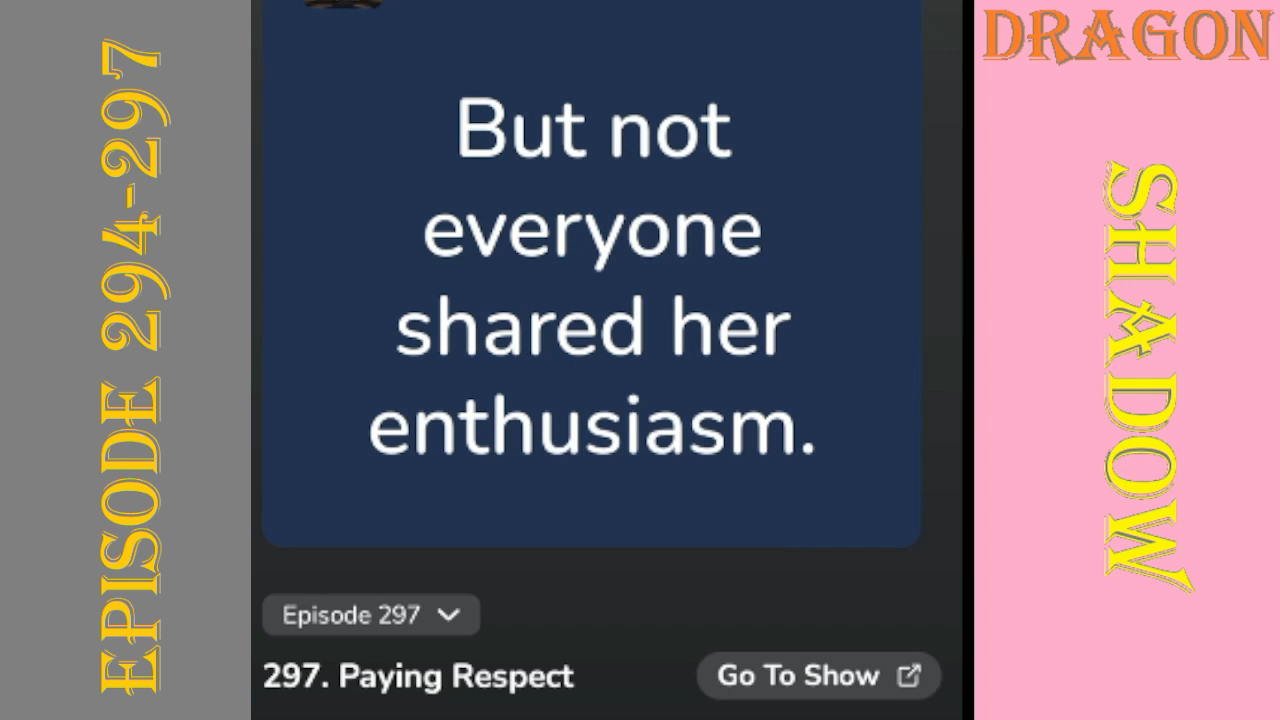 EPISODE 294-297
But not
everyone
shared her
enthusiasm.
Episode 297
297. Paying Respect
Go To Show
DRAGON
SHADOW